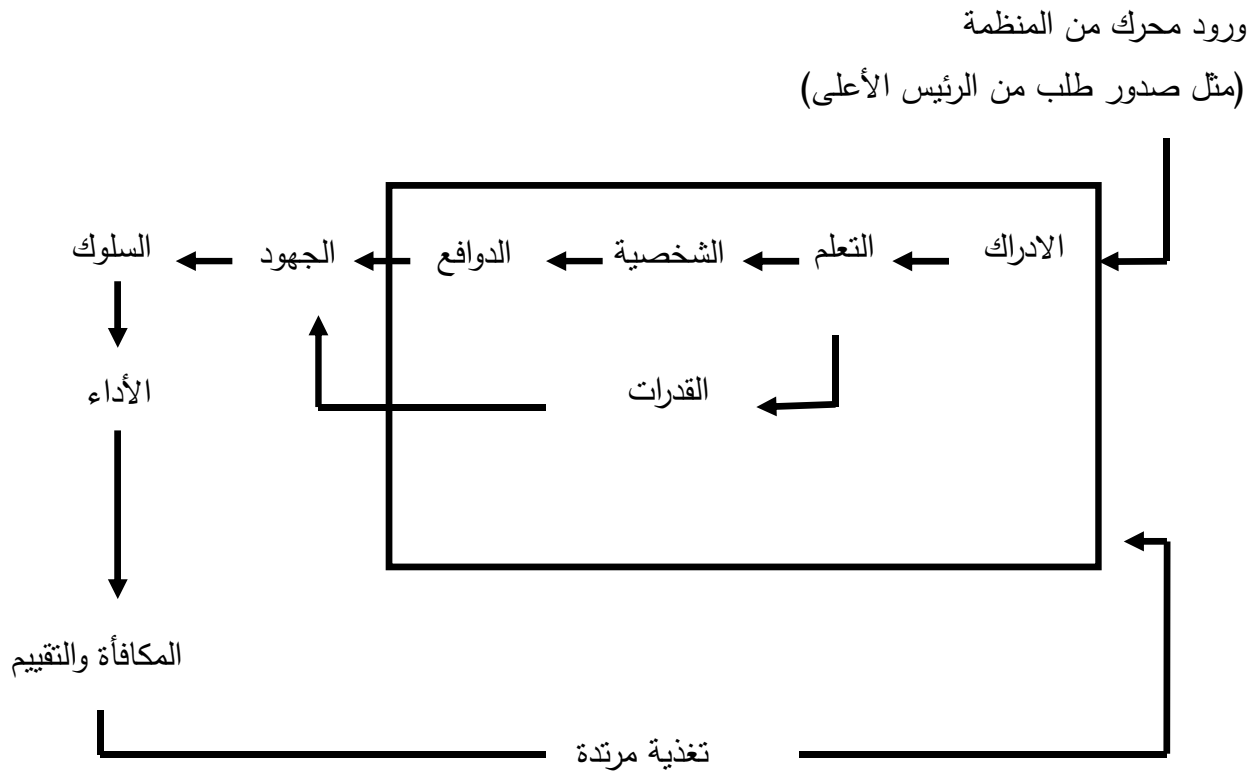 ورود محرك من المنظمة
(مثل صدور طلب من الرئيس الأعلى)
الادراك
التعلم
الشخصية
الدوافع
الجهود
السلوك
القدرات
الأداء
المكافأة والتقييم
تغذية مرتدة